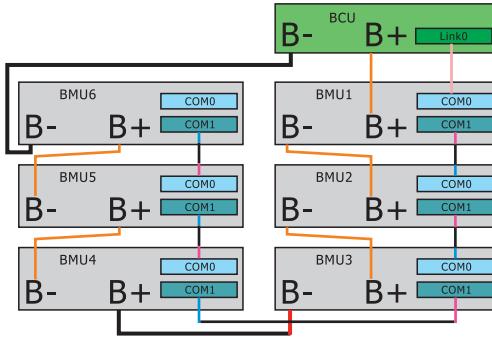 BCU
B- B+ Link0
BMU6 COM0
COM1
B- B+
BMU1 COM0
COM1
B- B+
BMU5 COM0
COM1
B- B+
BMU2 COM0
COM1
B- B+
BMU4 COM0
COM1
B- B+
BMU3 COM0
COM1
B- B+